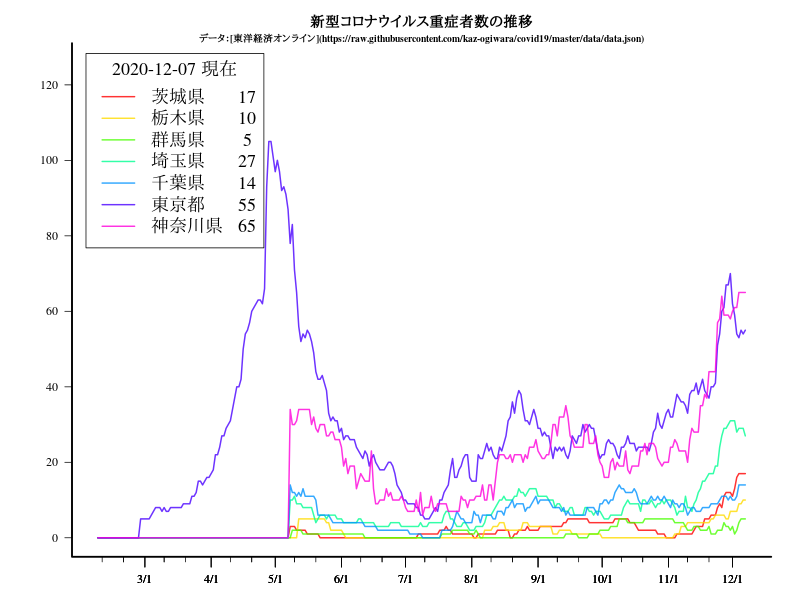 新型コロナウイルス重症者数の推移
データ:[東洋経済オンライン](https://raw.githubusercontent.com/kaz-ogiwara/covid19/master/data/data.json)
2020-12-07 現在
茨城県 17
栃木県 10
群馬県 5
埼玉県 27
千葉県 14
東京都 55
神奈川県 65
120
100
80
60
40
20
0
3/1 4/1 5/1 6/1 7/1 8/1 9/1 10/1 11/1 12/1